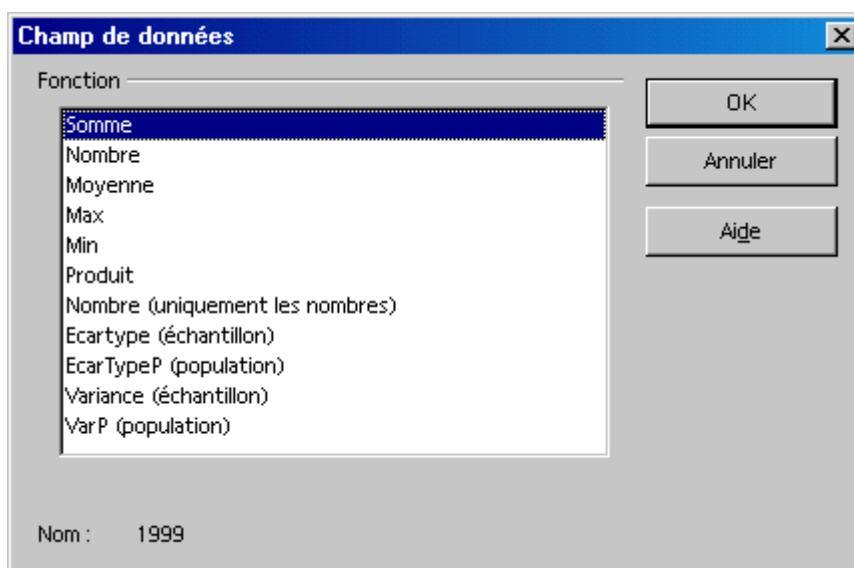 Champ de données
Fonction
Somme
Nombre
Moyenne
Max
Min
Produit
Nombre (uniquement les nombres)
Ecartype (échantillon)
EcarTypeP (population)
Variance (échantillon)
VarP (population)
OK
Annuler
Aide
Nom : 1999